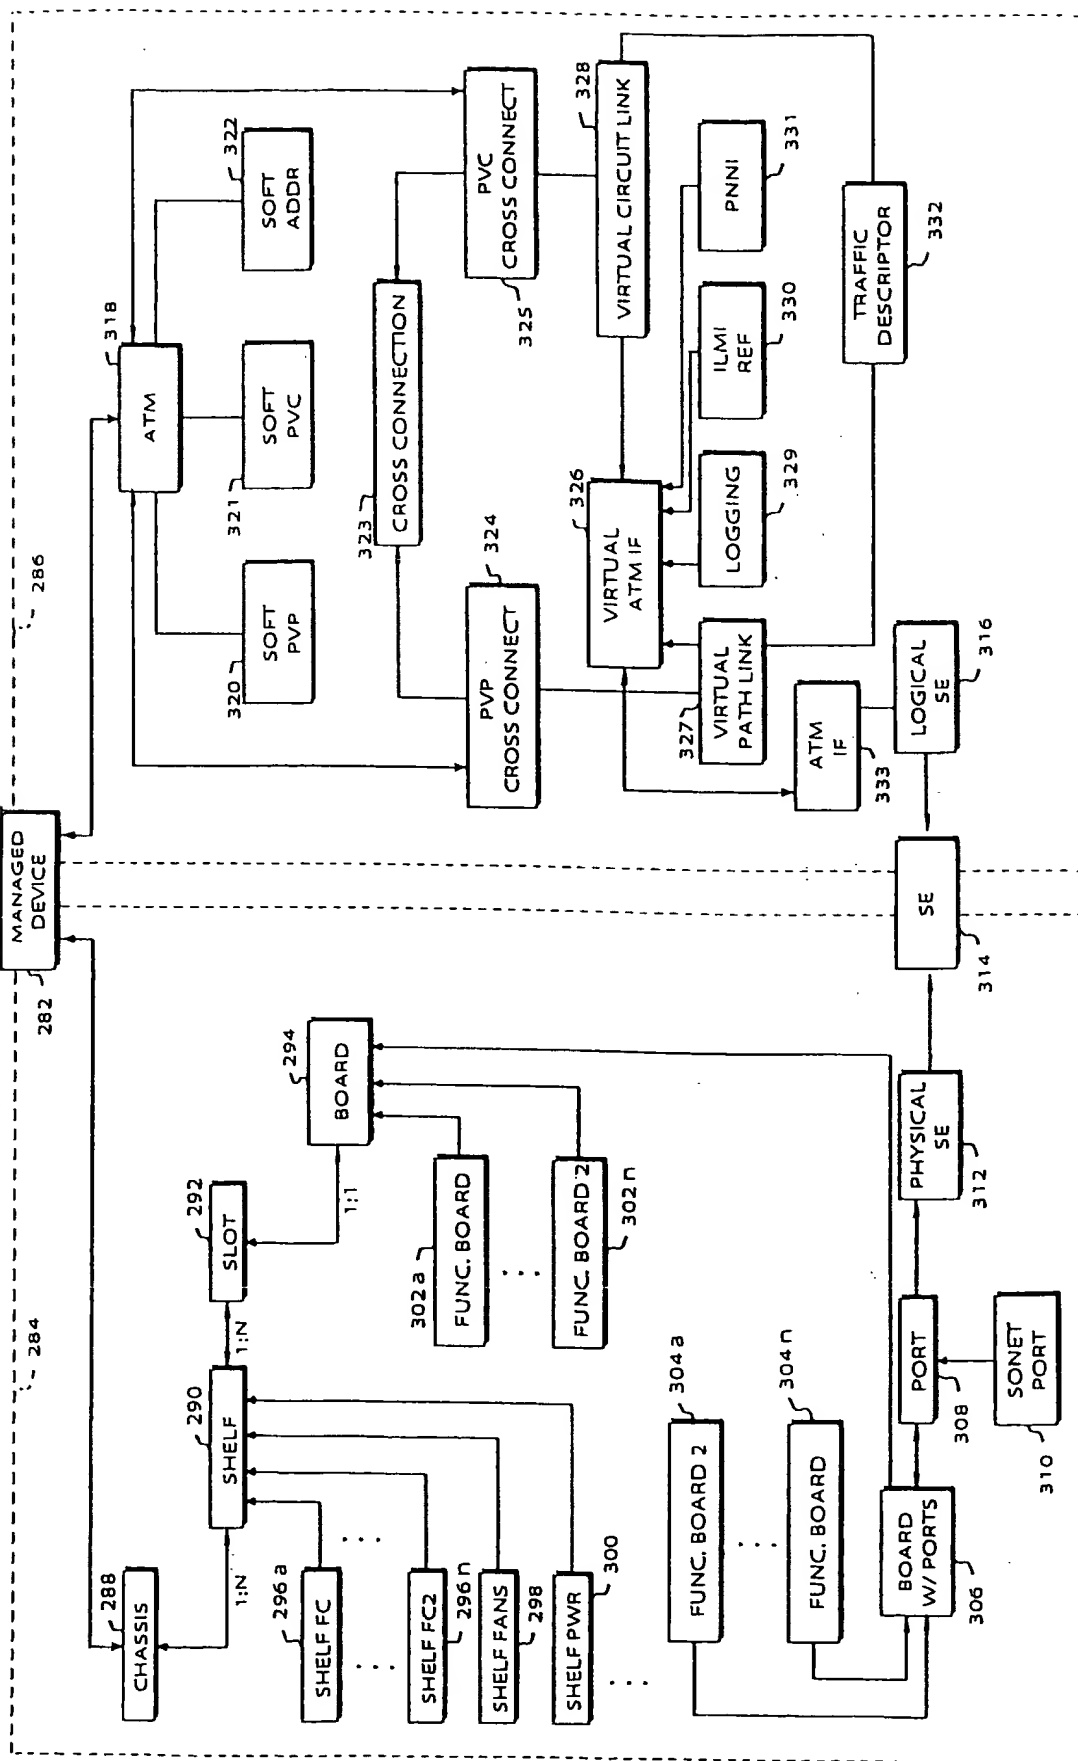 MANAGED
DEVICE
282
284
286
288
CHASSIS
1:N
290
SHELF
1:N
292
SLOT
1:1
294
BOARD
296a
SHELF FC
...
...
SHELF FC2
296n
SHELF FANS
298
SHELF PWR
300
...
302a
FUNC. BOARD
...
FUNC. BOARD 2
302n
304a
FUNC. BOARD 2
...
304n
FUNC. BOARD
BOARD
W/ PORTS
306
PORT
308
SONET
PORT
310
PHYSICAL
SE
312
SE
314
LOGICAL
SE
316
318
ATM
320
SOFT
PVP
321
SOFT
PVC
322
SOFT
ADDR
323
CROSS CONNECTION
324
PVP
CROSS CONNECT
PVC
CROSS CONNECT
325
326
VIRTUAL
ATM IF
327
VIRTUAL
PATH LINK
328
VIRTUAL CIRCUIT LINK
LOGGING
329
ILMI
REF
330
PNNI
331
TRAFFIC
DESCRIPTOR
332
ATM
IF
333